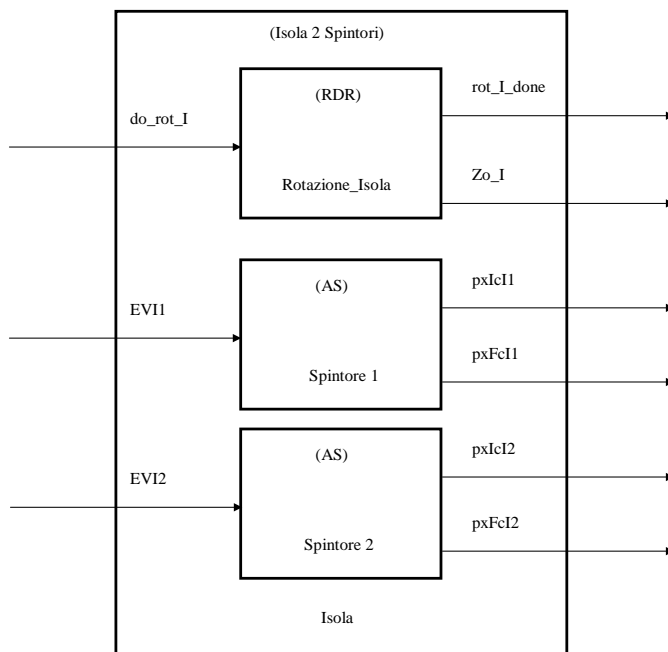 (Isola 2 Spintori)
(RDR)
rot_I_done
do_rot_I
Rotazione_Isola
Zo_I
(AS)
pxIcI1
EVI1
pxFcI1
Spintore 1
(AS)
pxIcI2
EVI2
pxFcI2
Spintore 2
Isola